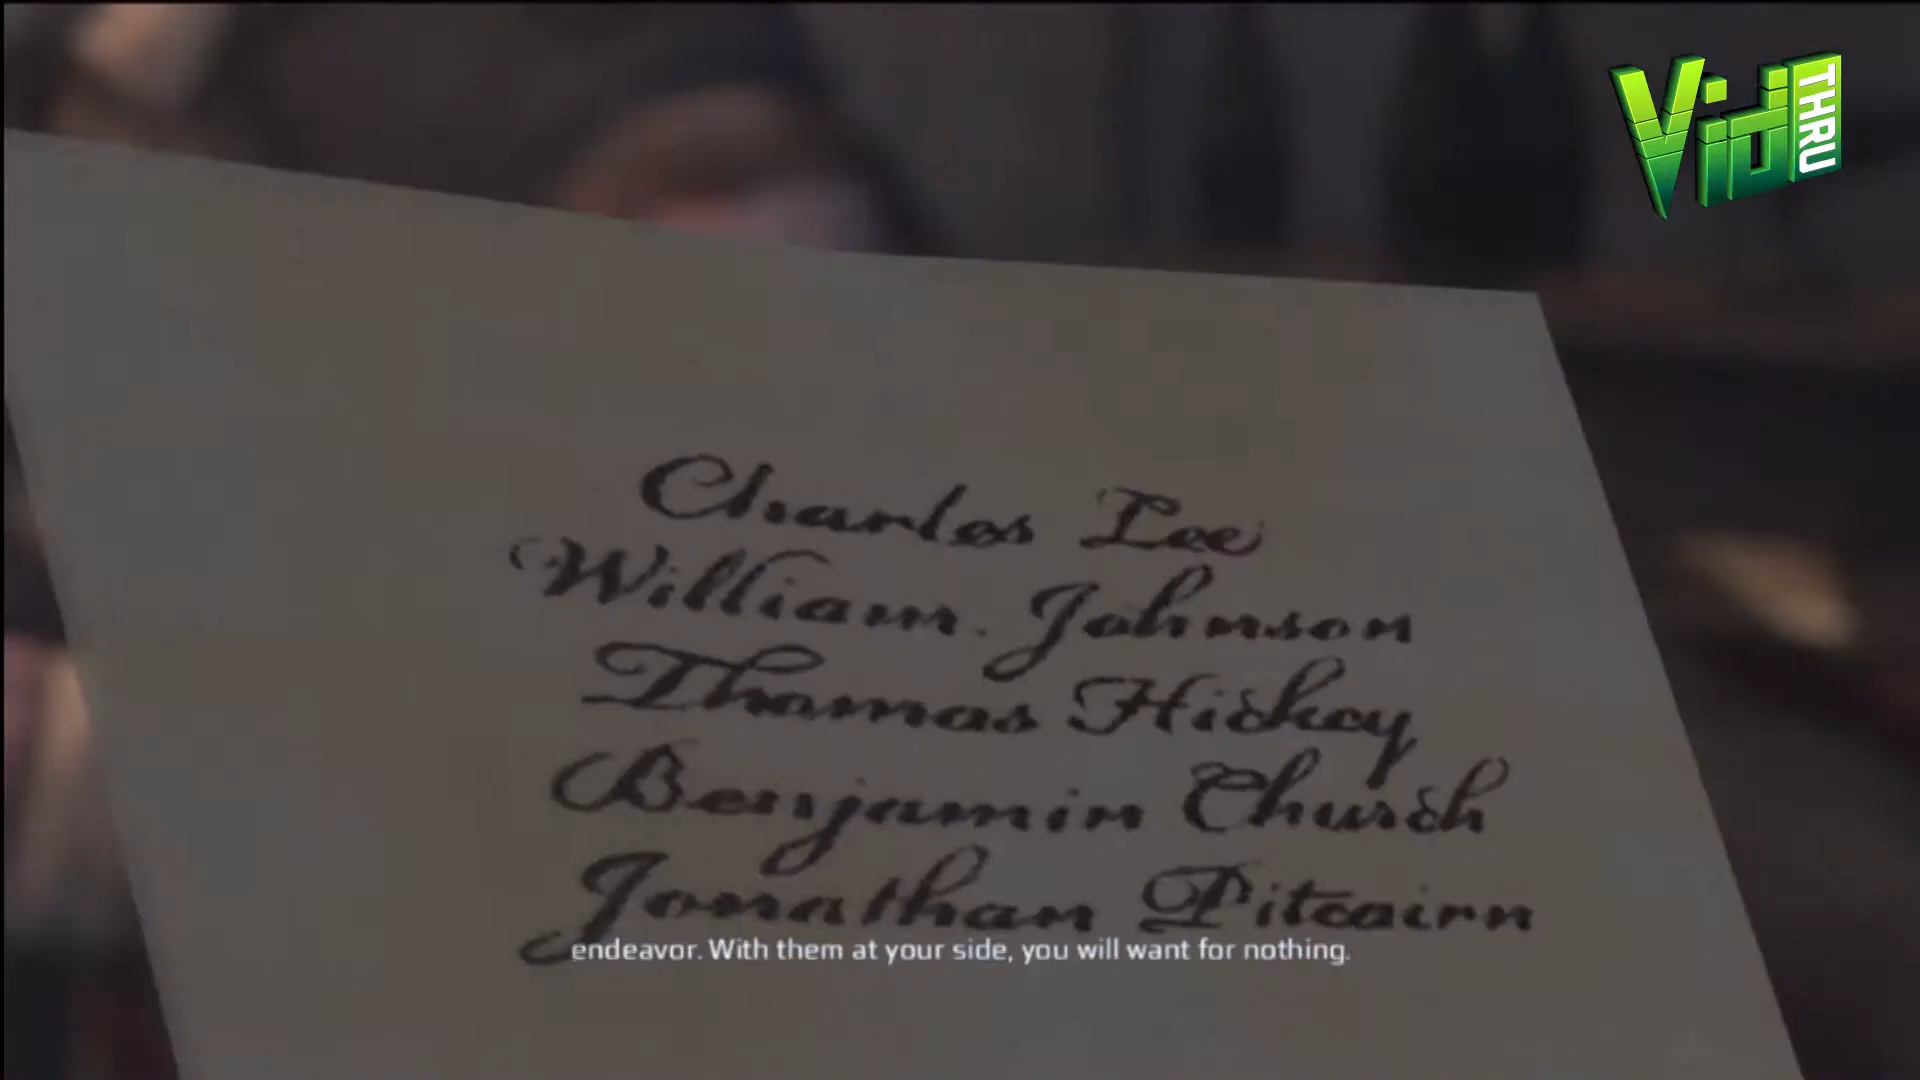 Vid THRU
Charles Lee
William Johnson
Thomas Hickey
Benjamin Church
Jonathan Pitcairn
endeavor. With them at your side, you will want for nothing.